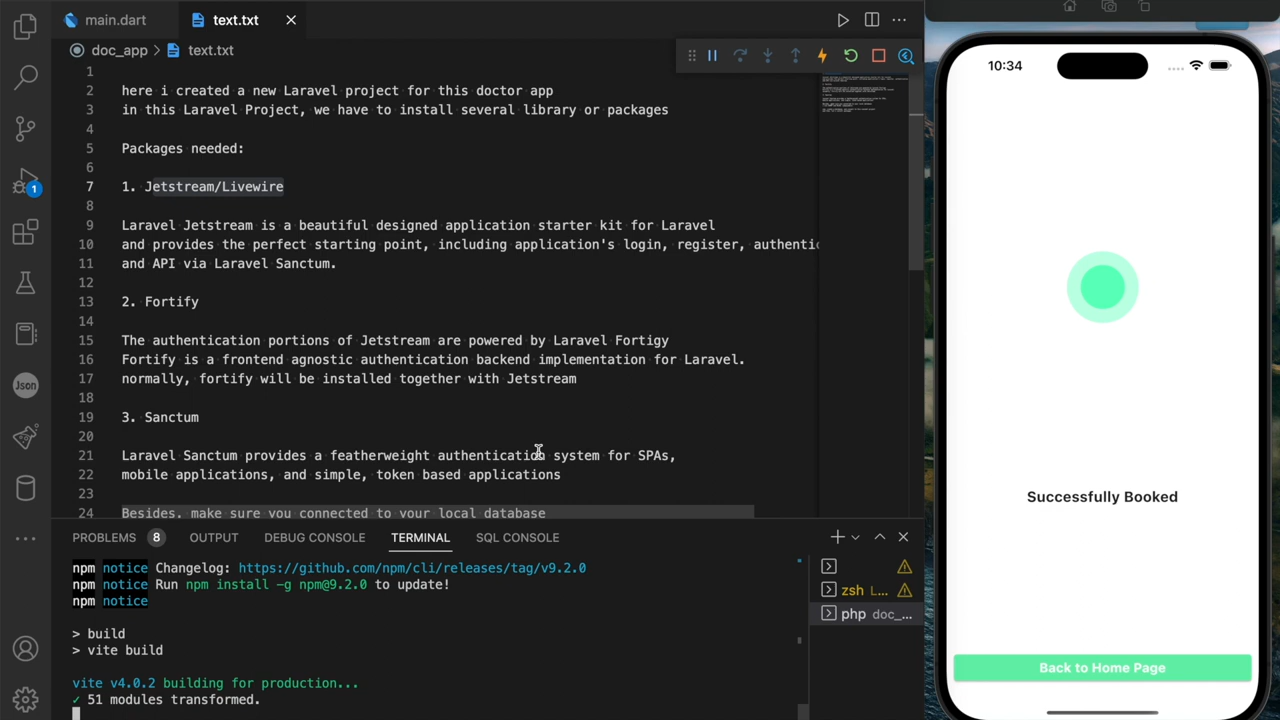 main.dart
text.txt
doc_app > text.txt
1
2 Here I created a new Laravel project for this doctor app
3 and this Laravel Project, we have to install several library or packages
4
5 Packages needed:
6
7 1. Jetstream/Livewire
8
9 Laravel Jetstream is a beautiful designed application starter kit for Laravel
10 and provides the perfect starting point, including application's login, register, authentic
11 and API via Laravel Sanctum.
12
13 2. Fortify
14
15 The authentication portions of Jetstream are powered by Laravel Fortigy
16 Fortify is a frontend agnostic authentication backend implementation for Laravel.
17 normally, fortify will be installed together with Jetstream
18
19 3. Sanctum
20
21 Laravel Sanctum provides a featherweight authentication system for SPAs,
22 mobile applications, and simple, token based applications
23
24 Besides. make sure you connected to your local database
1
Json
PROBLEMS 8 OUTPUT DEBUG CONSOLE TERMINAL SQL CONSOLE
npm notice Changelog: https://github.com/npm/cli/releases/tag/v9.2.0
npm notice Run npm install -g npm@9.2.0 to update!
npm notice
> build
> vite build
vite v4.0.2 building for production...
✓ 51 modules transformed.
zsh L...
php doc_...
10:34
Successfully Booked
Back to Home Page